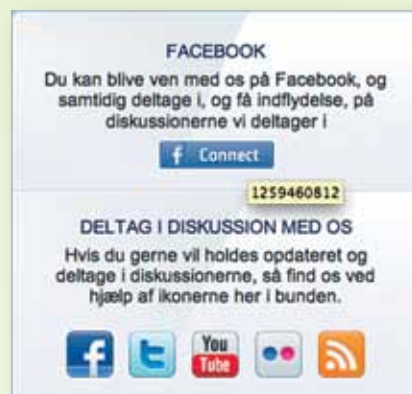 FACEBOOK
Du kan blive ven med os på Facebook, og
samtidig deltage i, og få indflydelse, på
diskussionerne vi deltager i
f Connect
1259460812
DELTAG I DISKUSSION MED OS
Hvis du gerne vil holdes opdateret og
deltage i diskussionerne, så find os ved
hjælp af ikonerne her i bunden.
f t You
Tube